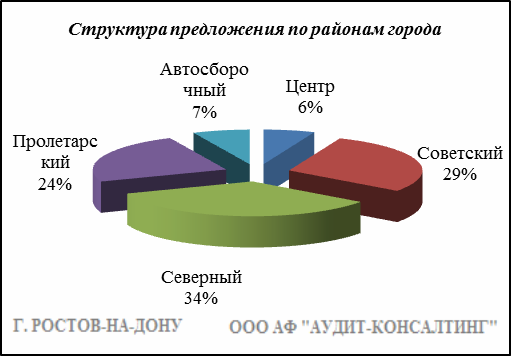 Структура предложения по районам города
Автосборо
чный
7%
Центр
6%
Пролетарс
кий
24%
Советский
29%
Северный
34%
Г. РОСТОВ-НА-ДОНУ ООО АФ "АУДИТ-КОНСАЛТИНГ"